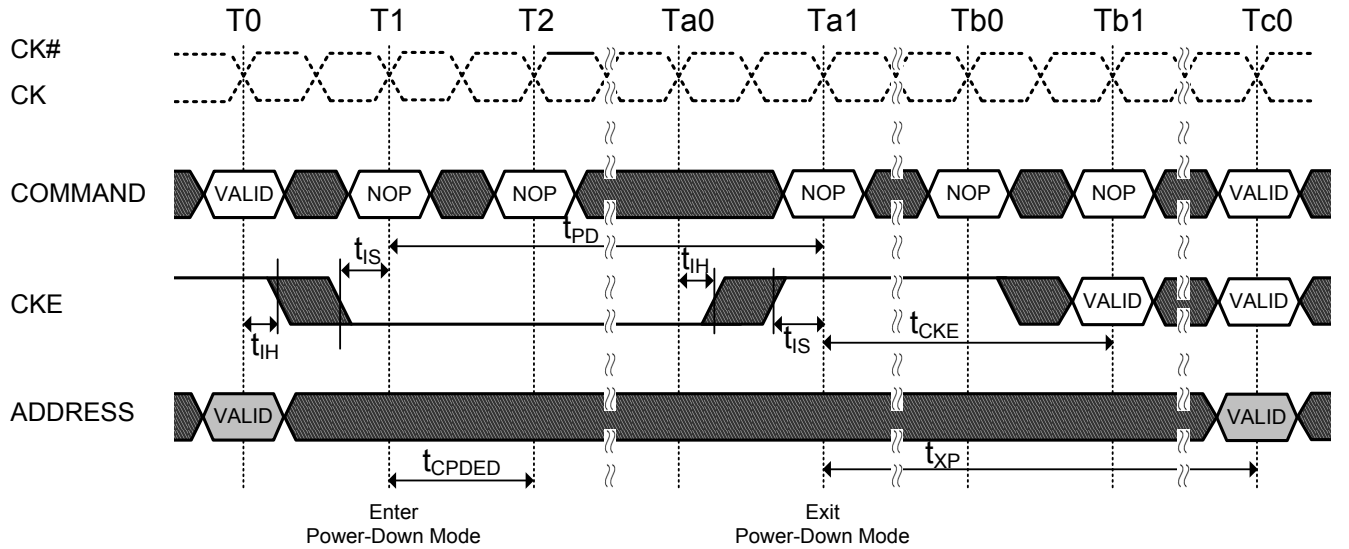 T0 T1 T2 Ta0 Ta1 Tb0 Tb1 Tc0
CK#
CK
COMMAND VALID NOP NOP NOP NOP NOP VALID
tPD
tIS tIH
CKE VALID VALID
tIH tIS tCKE
ADDRESS VALID VALID
tCPDED tXP
Enter
Power-Down Mode
Exit
Power-Down Mode